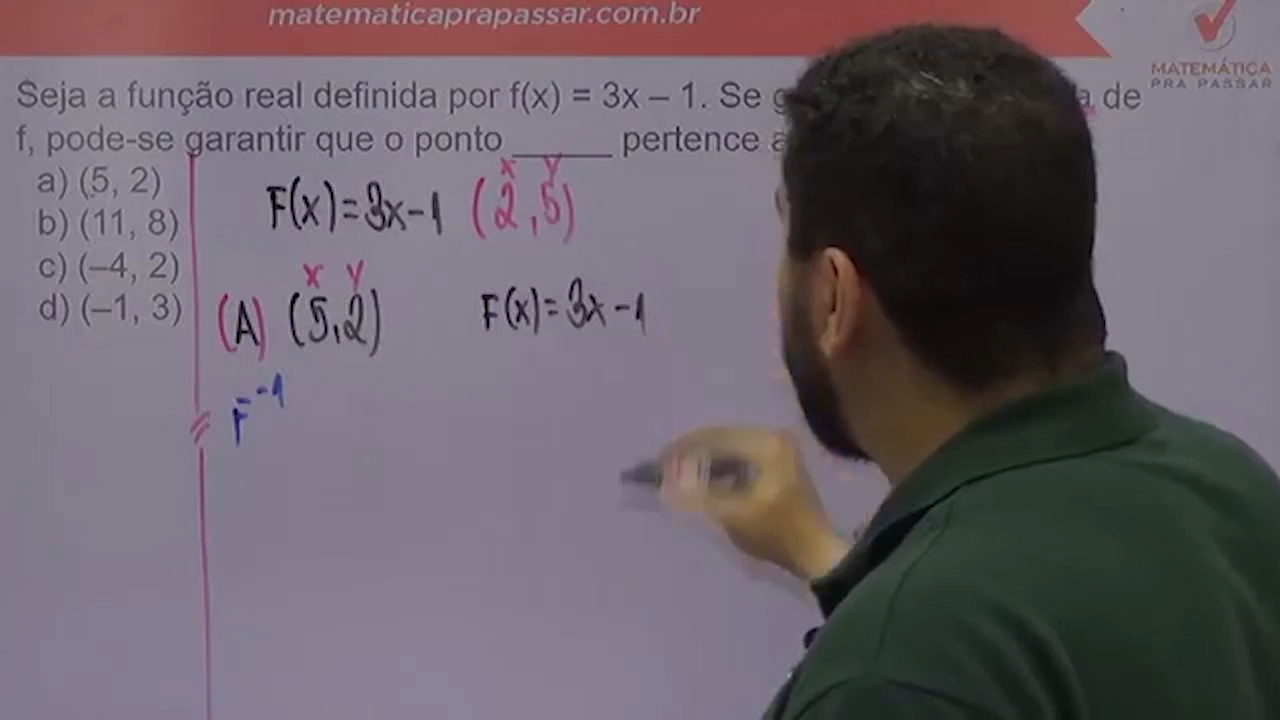 matematicaprapassar.com.br
MATEMÁTICA
PRA PASSAR
Seja a função real definida por f(x) = 3x – 1. Se de
f, pode-se garantir que o ponto ______ pertence
a) (5, 2)
b) (11, 8)
c) (–4, 2)
d) (–1, 3)
x y
F(x)=3x-1 (2,5)
x y
(A) (5,2) F(x)=3x-1
F⁻¹